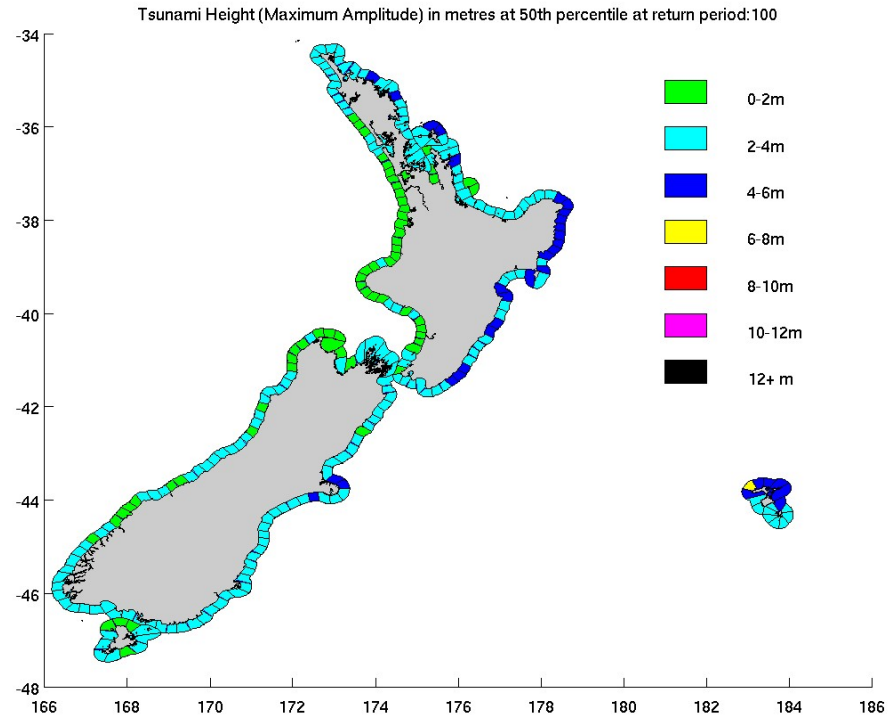 Tsunami Height (Maximum Amplitude) in metres at 50th percentile at return period:100
-34
-36
-38
-40
-42
-44
-46
-48
166
168
170
172
174
176
178
180
182
184
186
0-2m
2-4m
4-6m
6-8m
8-10m
10-12m
12+ m